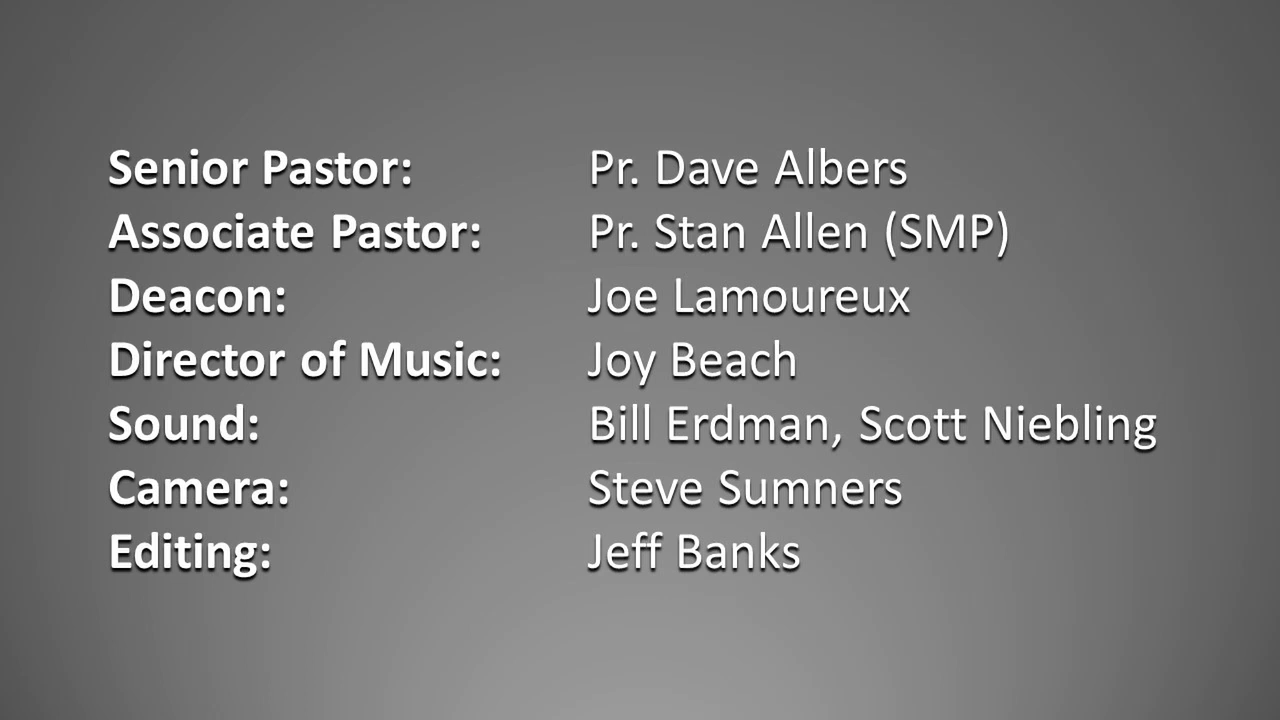 Senior Pastor: Pr. Dave Albers
Associate Pastor: Pr. Stan Allen (SMP)
Deacon: Joe Lamoureux
Director of Music: Joy Beach
Sound: Bill Erdman, Scott Niebling
Camera: Steve Sumners
Editing: Jeff Banks